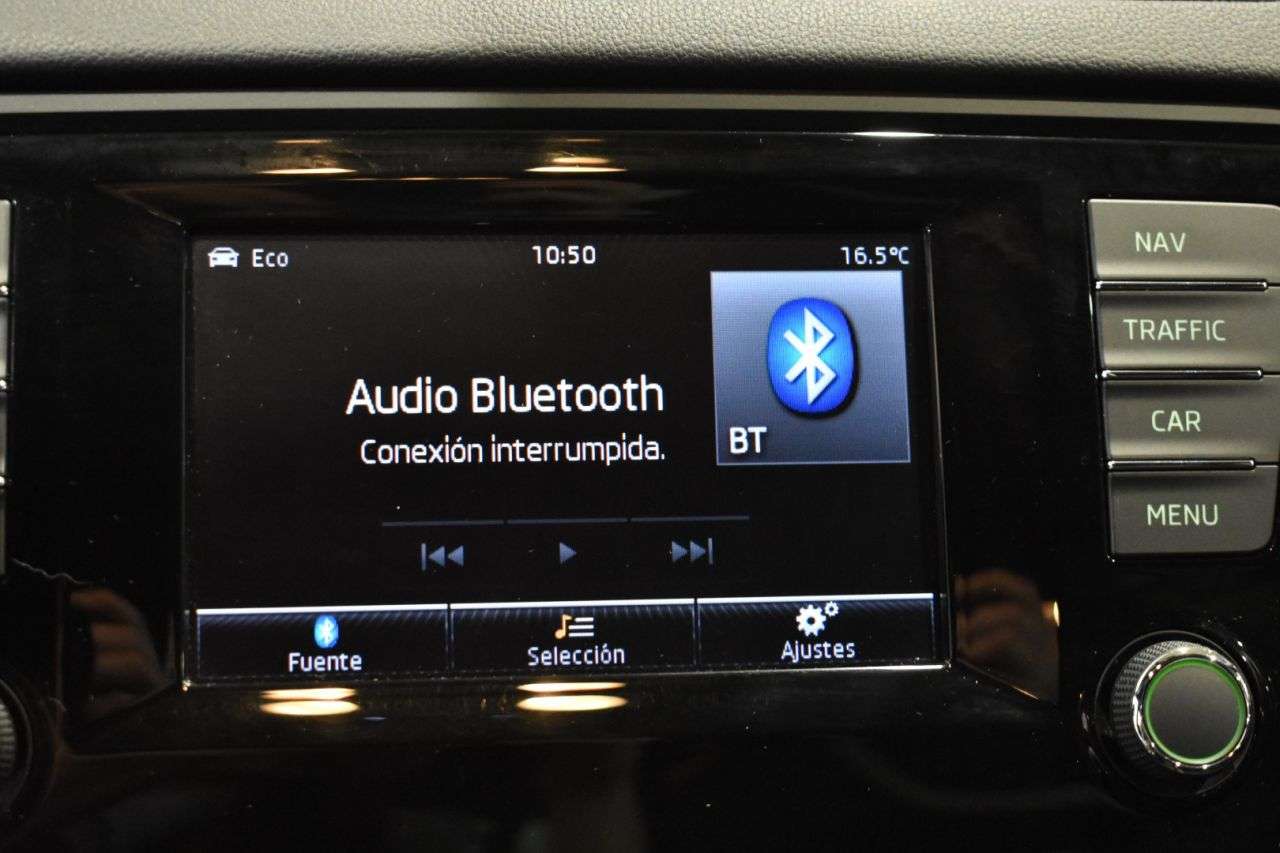 Eco 10:50 16.5°C
Audio Bluetooth
Conexión interrumpida.
BT
Fuente Selección Ajustes
NAV
TRAFFIC
CAR
MENU